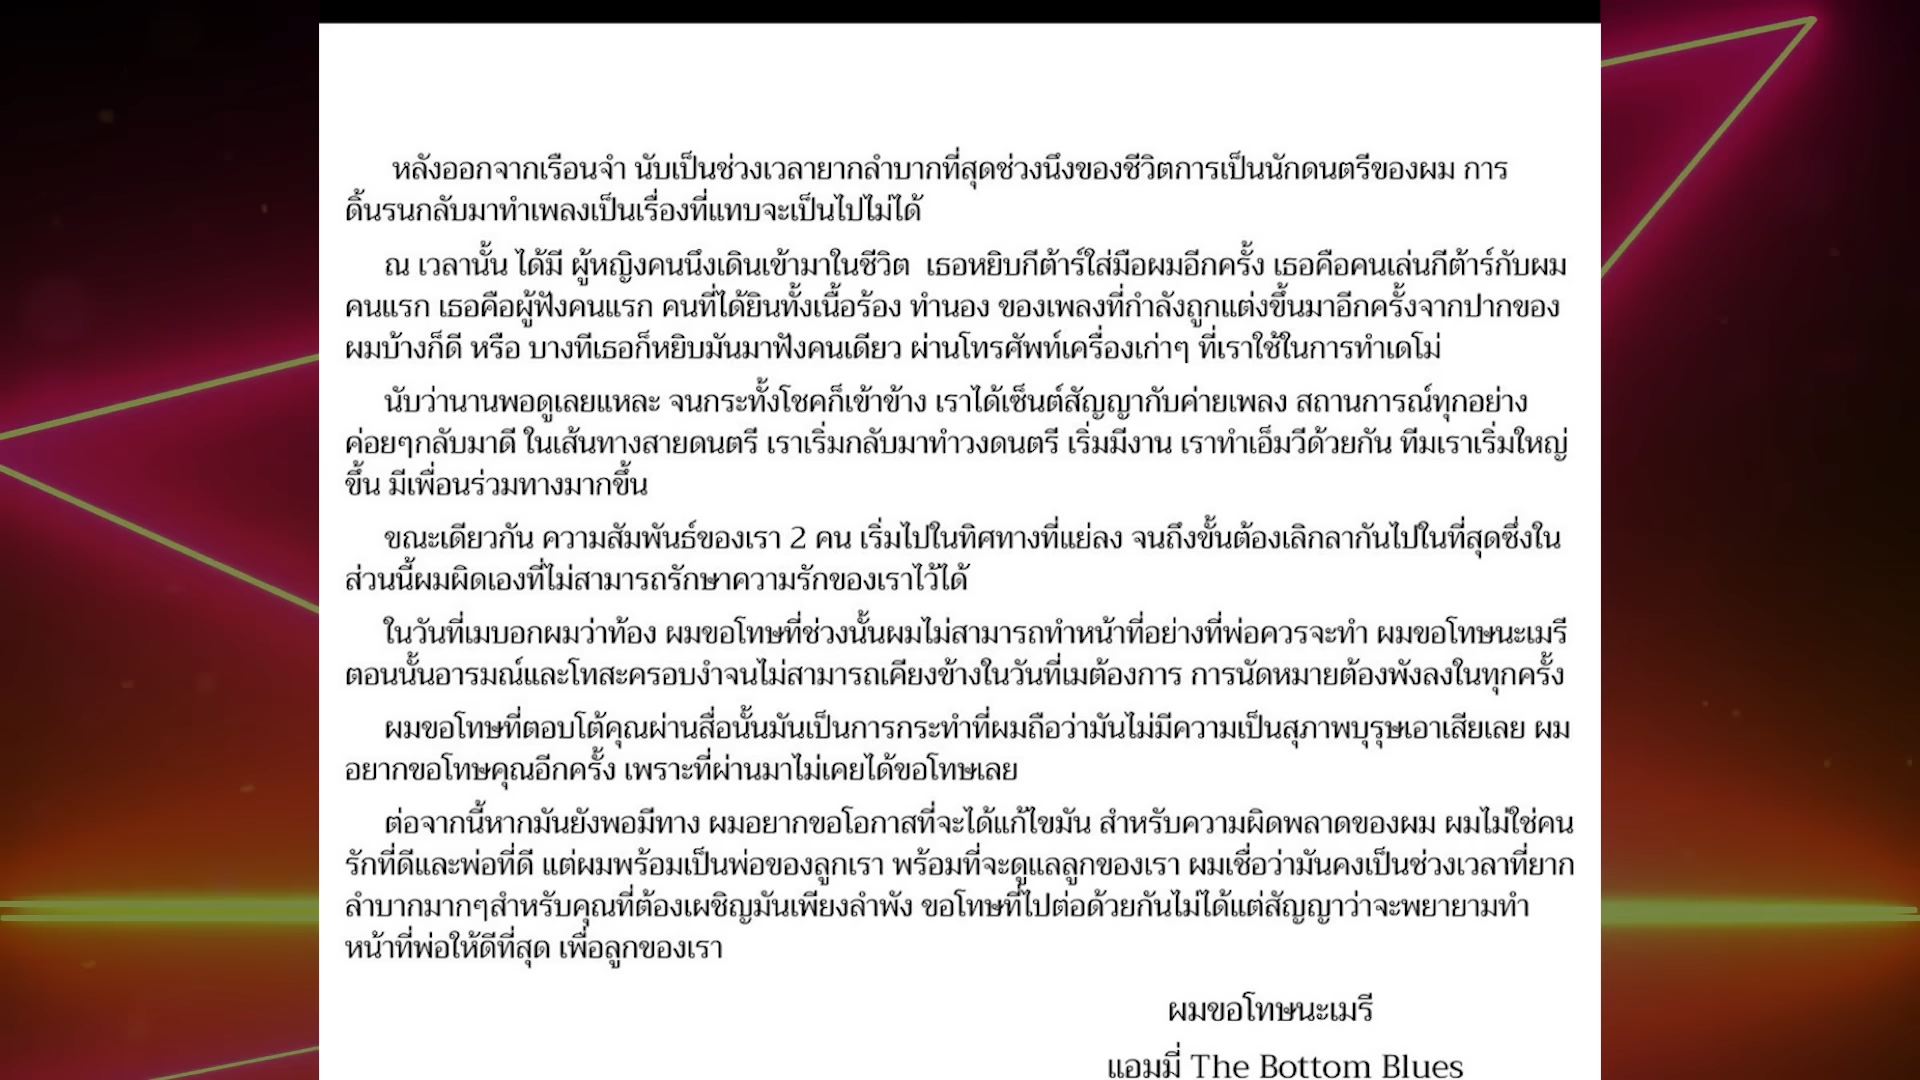 หลังออกจากเรือนจำ นับเป็นช่วงเวลายากลำบากที่สุดช่วงนึงของชีวิตการเป็นนักดนตรีของผม การ
ดิ้นรนกลับมาทำเพลงเป็นเรื่องที่แทบจะเป็นไปไม่ได้
ณ เวลานั้น ได้มี ผู้หญิงคนนึงเดินเข้ามาในชีวิต เธอหยิบกีต้าร์ใส่มือผมอีกครั้ง เธอคือคนเล่นกีต้าร์กับผม
คนแรก เธอคือผู้ฟังคนแรก คนที่ได้ยินทั้งเนื้อร้อง ทำนอง ของเพลงที่กำลังถูกแต่งขึ้นมาอีกครั้งจากปากของ
ผมบ้างก็ดี หรือ บางทีเธอก็หยิบมันมาฟังคนเดียว ผ่านโทรศัพท์เครื่องเก่าๆ ที่เราใช้ในการทำเดโม่
นับว่านานพอดูเลยแหละ จนกระทั้งโชคก็เข้าข้าง เราได้เซ็นต์สัญญากับค่ายเพลง สถานการณ์ทุกอย่าง
ค่อยๆกลับมาดี ในเส้นทางสายดนตรี เราเริ่มกลับมาทำวงดนตรี เริ่มมีงาน เราทำเอ็มวีด้วยกัน ทีมเราเริ่มใหญ่
ขึ้น มีเพื่อนร่วมทางมากขึ้น
ขณะเดียวกัน ความสัมพันธ์ของเรา 2 คน เริ่มไปในทิศทางที่แย่ลง จนถึงขั้นต้องเลิกลากันไปในที่สุดซึ่งใน
ส่วนนี้ผมผิดเองที่ไม่สามารถรักษาความรักของเราไว้ได้
ในวันที่เมบอกผมว่าท้อง ผมขอโทษที่ช่วงนั้นผมไม่สามารถทำหน้าที่อย่างที่พ่อควรจะทำ ผมขอโทษนะเมรี
ตอนนั้นอารมณ์และโทสะครอบงำจนไม่สามารถเคียงข้างในวันที่เมต้องการ การนัดหมายต้องพังลงในทุกครั้ง
ผมขอโทษที่ตอบโต้คุณผ่านสื่อนั้นมันเป็นการกระทำที่ผมถือว่ามันไม่มีความเป็นสุภาพบุรุษเอาเสียเลย ผม
อยากขอโทษคุณอีกครั้ง เพราะที่ผ่านมาไม่เคยได้ขอโทษเลย
ต่อจากนี้หากมันยังพอมีทาง ผมอยากขอโอกาสที่จะได้แก้ไขมัน สำหรับความผิดพลาดของผม ผมไม่ใช่คน
รักที่ดีและพ่อที่ดี แต่ผมพร้อมเป็นพ่อของลูกเรา พร้อมที่จะดูแลลูกของเรา ผมเชื่อว่ามันคงเป็นช่วงเวลาที่ยาก
ลำบากมากๆสำหรับคุณที่ต้องเผชิญมันเพียงลำพัง ขอโทษที่ไปต่อด้วยกันไม่ได้แต่สัญญาว่าจะพยายามทำ
หน้าที่พ่อให้ดีที่สุด เพื่อลูกของเรา
ผมขอโทษนะเมรี
แอมมี่ The Bottom Blues